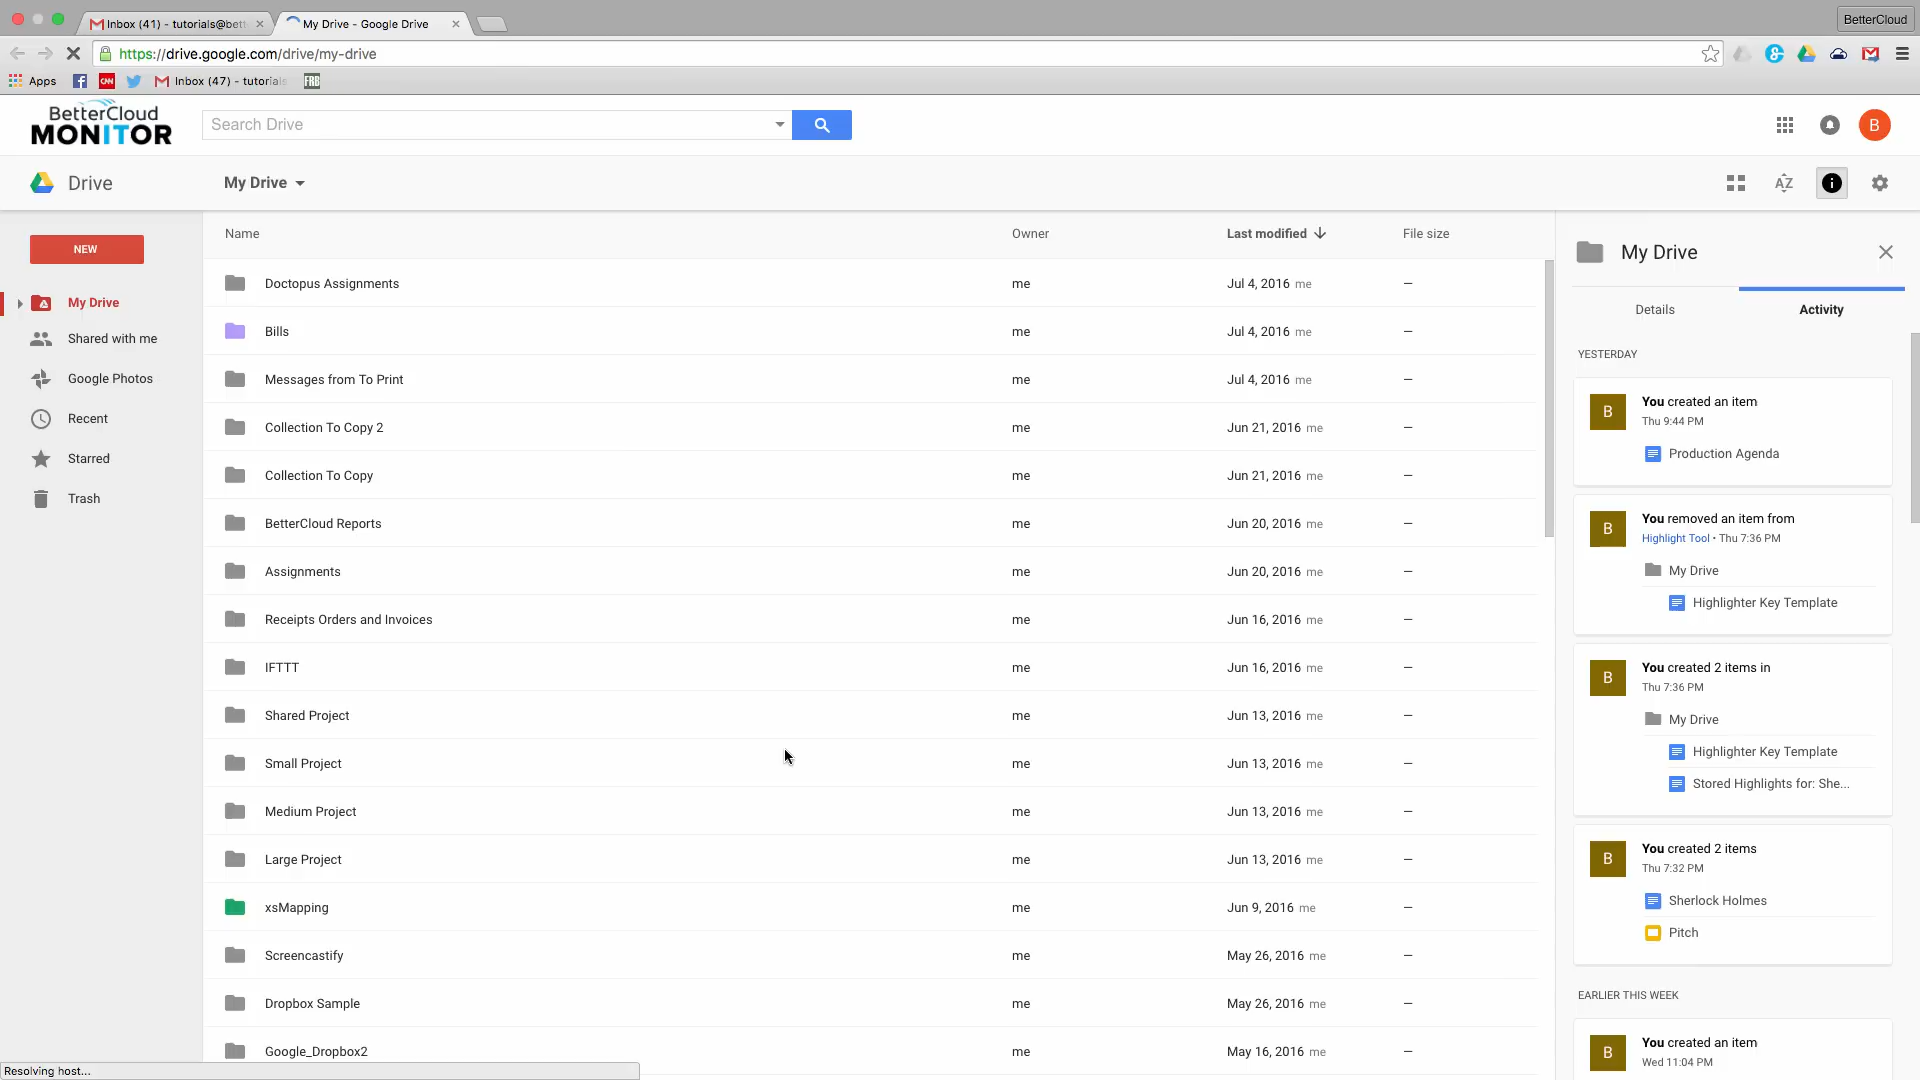 Inbox (41) - tutorials@bett
My Drive - Google Drive
BetterCloud
https://drive.google.com/drive/my-drive
Apps
CNN
Inbox (47) - tutorials
FRB
BetterCloud
MONITOR
Search Drive
B
Drive
My Drive
AZ
NEW
My Drive
Shared with me
Google Photos
Recent
Starred
Trash
Name Owner Last modified File size
Doctopus Assignments me Jul 4, 2016 me —
Bills me Jul 4, 2016 me —
Messages from To Print me Jul 4, 2016 me —
Collection To Copy 2 me Jun 21, 2016 me —
Collection To Copy me Jun 21, 2016 me —
BetterCloud Reports me Jun 20, 2016 me —
Assignments me Jun 20, 2016 me —
Receipts Orders and Invoices me Jun 16, 2016 me —
IFTTT me Jun 16, 2016 me —
Shared Project me Jun 13, 2016 me —
Small Project me Jun 13, 2016 me —
Medium Project me Jun 13, 2016 me —
Large Project me Jun 13, 2016 me —
xsMapping me Jun 9, 2016 me —
Screencastify me May 26, 2016 me —
Dropbox Sample me May 26, 2016 me —
Google_Dropbox2 me May 16, 2016 me —
My Drive
Details Activity
YESTERDAY
B
You created an item
Thu 9:44 PM
Production Agenda
B
You removed an item from
Highlight Tool • Thu 7:36 PM
My Drive
Highlighter Key Template
B
You created 2 items in
Thu 7:36 PM
My Drive
Highlighter Key Template
Stored Highlights for: She...
B
You created 2 items
Thu 7:32 PM
Sherlock Holmes
Pitch
EARLIER THIS WEEK
B
You created an item
Wed 11:04 PM
Resolving host...